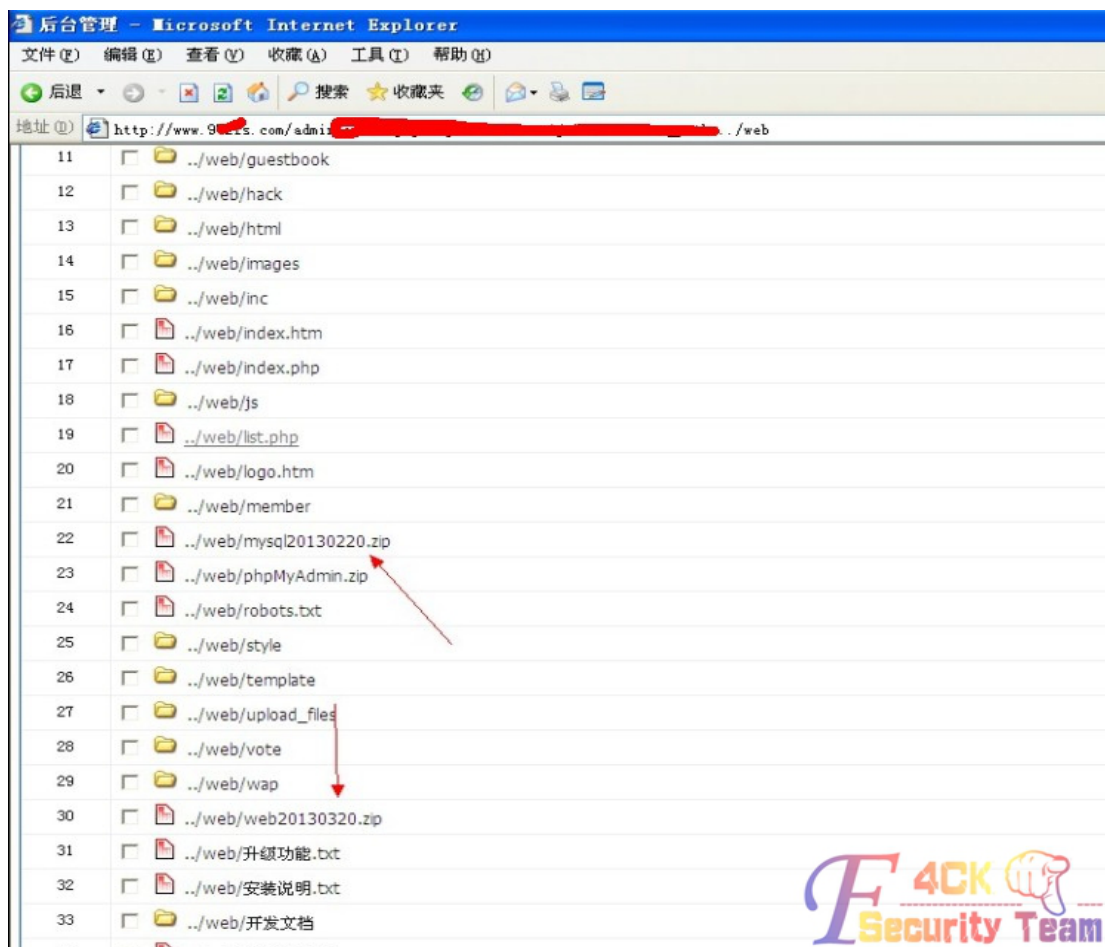 后台管理 - Microsoft Internet Explorer
文件(F) 编辑(E) 查看(V) 收藏(A) 工具(T) 帮助(H)
后退 搜索 收藏夹
地址(D) http://www.9 s.com/admi ../web
11 ../web/guestbook
12 ../web/hack
13 ../web/html
14 ../web/images
15 ../web/inc
16 ../web/index.htm
17 ../web/index.php
18 ../web/js
19 ../web/list.php
20 ../web/logo.htm
21 ../web/member
22 ../web/mysql20130220.zip
23 ../web/phpMyAdmin.zip
24 ../web/robots.txt
25 ../web/style
26 ../web/template
27 ../web/upload_files
28 ../web/vote
29 ../web/wap
30 ../web/web20130320.zip
31 ../web/升级功能.txt
32 ../web/安装说明.txt
33 ../web/开发文档
F4CK
Security Team